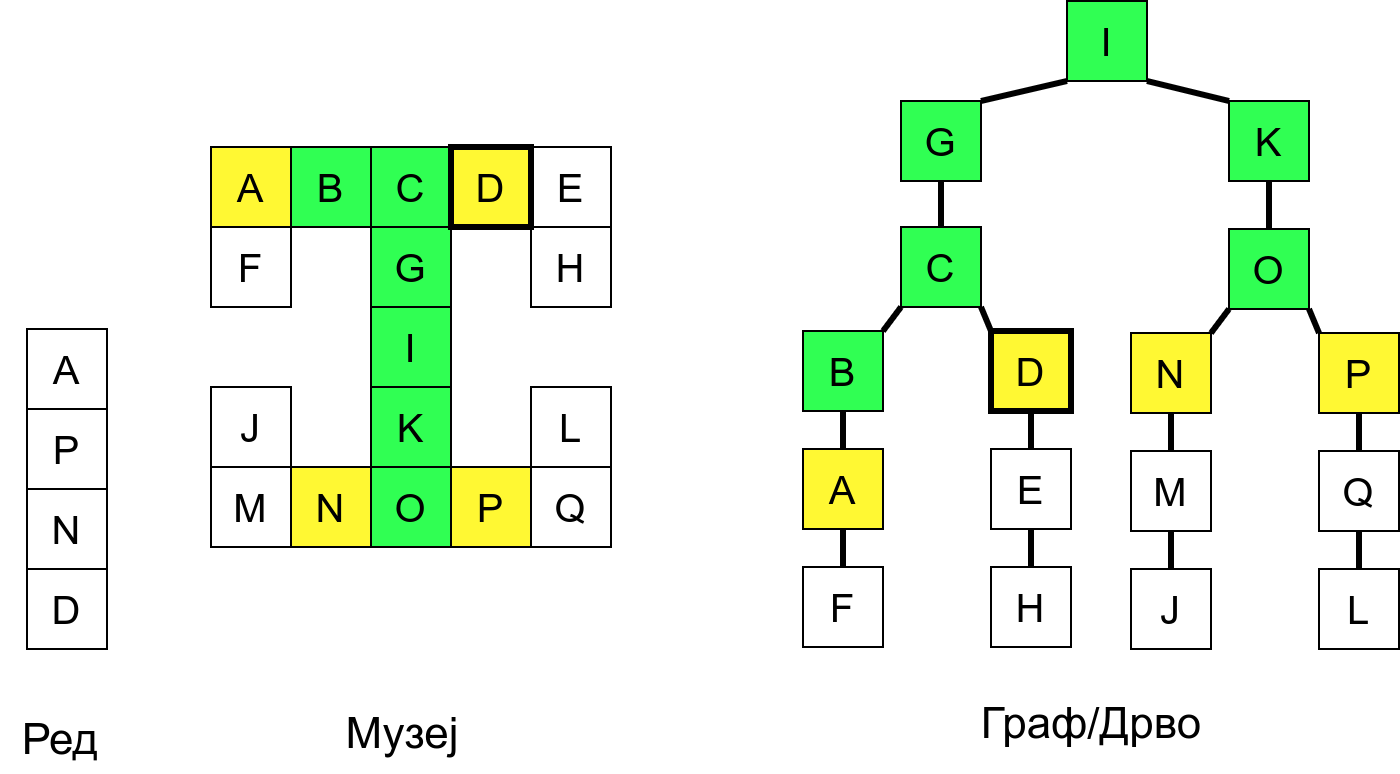 A
P
N
D
Ред
A B C D E
F G H
I
J K L
M N O P Q
Музеј
I
G K
C O
B D N P
A E M Q
F H J L
Граф/Дрво